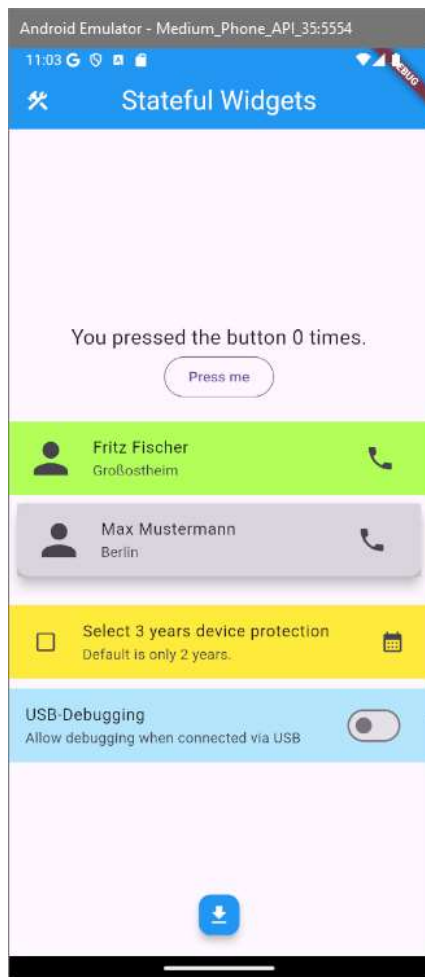 Android Emulator - Medium_Phone_API_35:5554
11:03 G
DEBUG
Stateful Widgets
You pressed the button 0 times.
Press me
Fritz Fischer
Großostheim
Max Mustermann
Berlin
Select 3 years device protection
Default is only 2 years.
USB-Debugging
Allow debugging when connected via USB